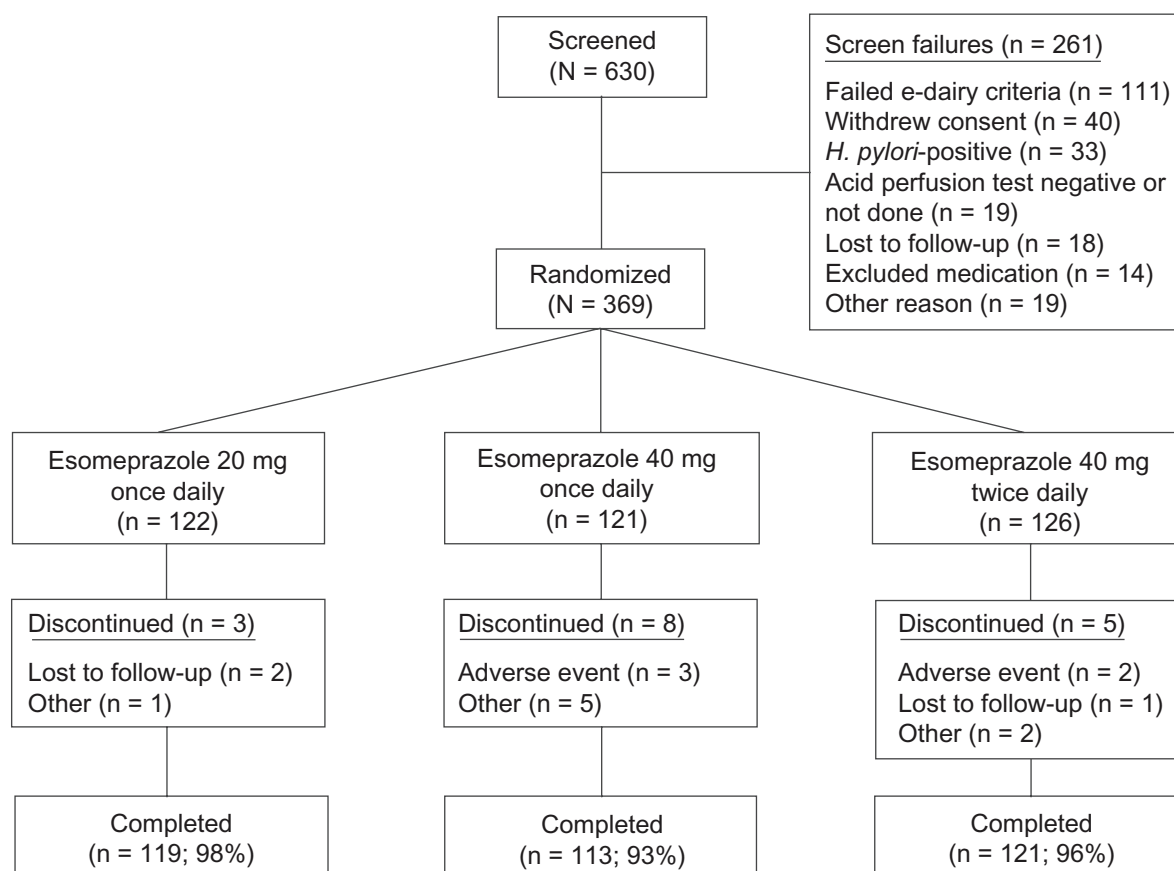 Screened
(N = 630)
Screen failures (n = 261)
Failed e-dairy criteria (n = 111)
Withdrew consent (n = 40)
H. pylori-positive (n = 33)
Acid perfusion test negative or
not done (n = 19)
Lost to follow-up (n = 18)
Excluded medication (n = 14)
Other reason (n = 19)
Randomized
(N = 369)
Esomeprazole 20 mg
once daily
(n = 122)
Esomeprazole 40 mg
once daily
(n = 121)
Esomeprazole 40 mg
twice daily
(n = 126)
Discontinued (n = 3)
Lost to follow-up (n = 2)
Other (n = 1)
Discontinued (n = 8)
Adverse event (n = 3)
Other (n = 5)
Discontinued (n = 5)
Adverse event (n = 2)
Lost to follow-up (n = 1)
Other (n = 2)
Completed
(n = 119; 98%)
Completed
(n = 113; 93%)
Completed
(n = 121; 96%)